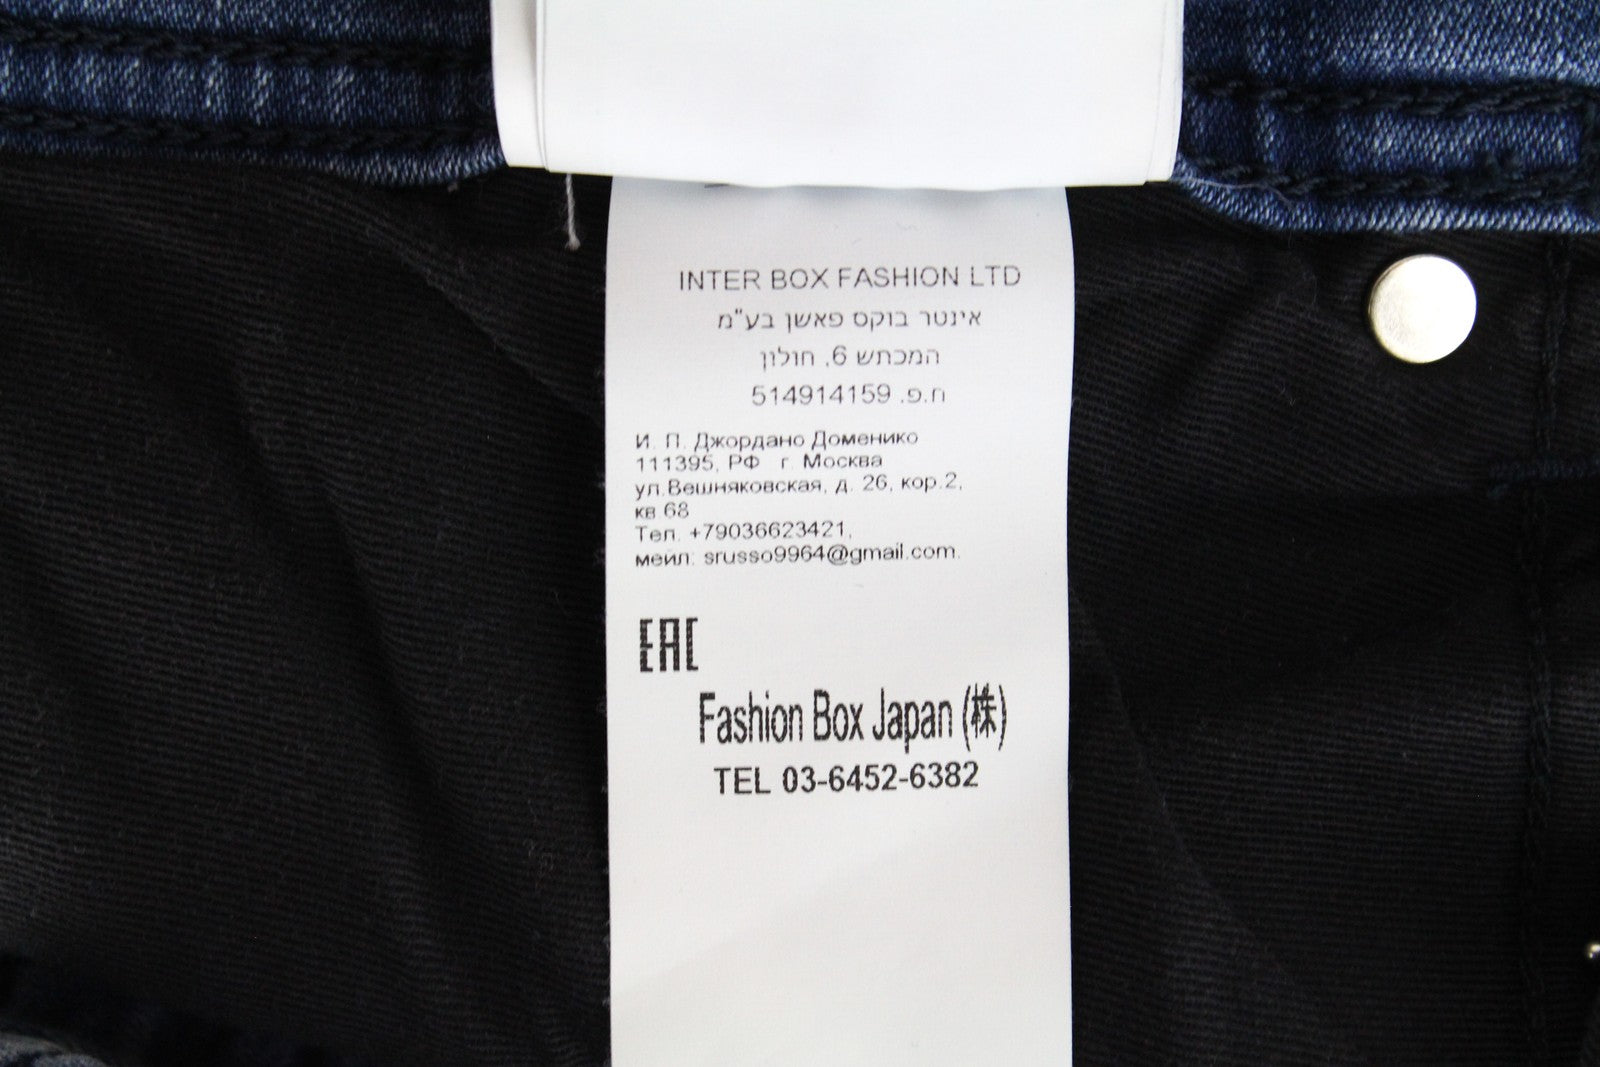 INTER BOX FASHION LTD
אינטר בוקס פאשן בע"מ
המכתש 6, חולון
ח.פ. 514914159
И. П. Джордано Доменико
111395, РФ г. Москва
ул.Вешняковская, д. 26, кор.2,
кв 68
Тел. +79036623421,
мейл: srusso9964@gmail.com.
EAC
Fashion Box Japan (株)
TEL 03-6452-6382